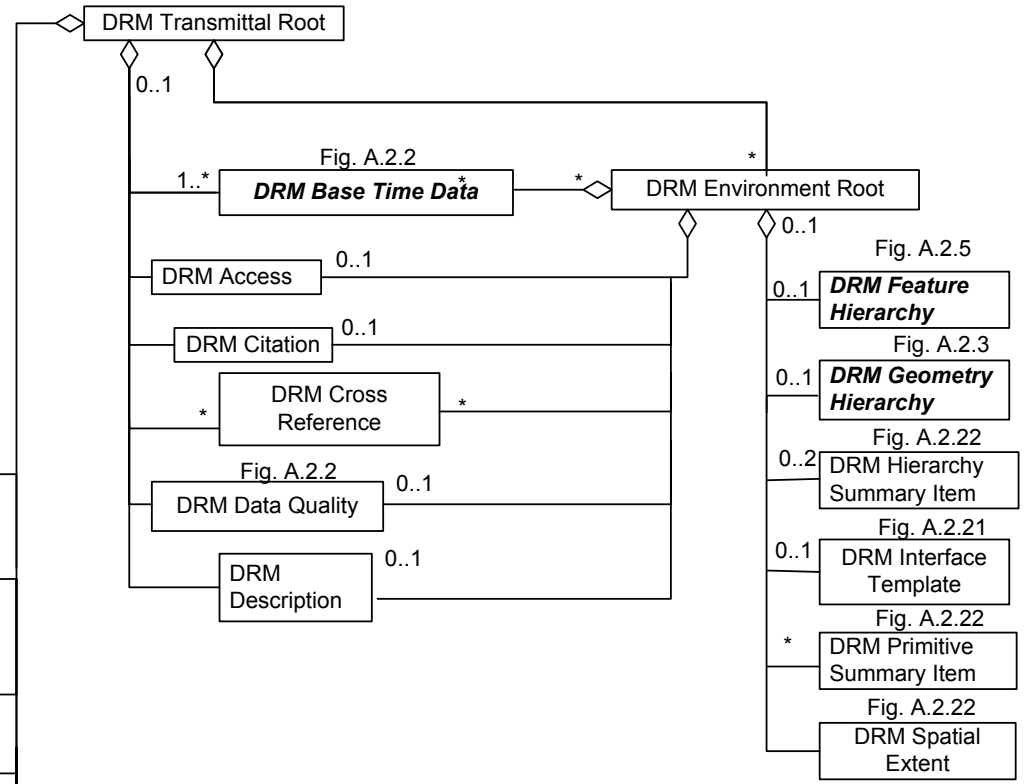 DRM Transmittal Root
0..1
Fig. A.2.2
*
1..*
DRM Base Time Data
*
*
DRM Environment Root
0..1
Fig. A.2.5
DRM Access
0..1
0..1
DRM Feature
Hierarchy
DRM Citation
0..1
Fig. A.2.3
0..1
DRM Geometry
Hierarchy
*
DRM Cross
Reference
*
Fig. A.2.22
0..2
DRM Hierarchy
Summary Item
Fig. A.2.2
DRM Data Quality
0..1
Fig. A.2.21
0..1
DRM Interface
Template
DRM
Description
0..1
Fig. A.2.22
*
DRM Primitive
Summary Item
Fig. A.2.22
DRM Spatial
Extent